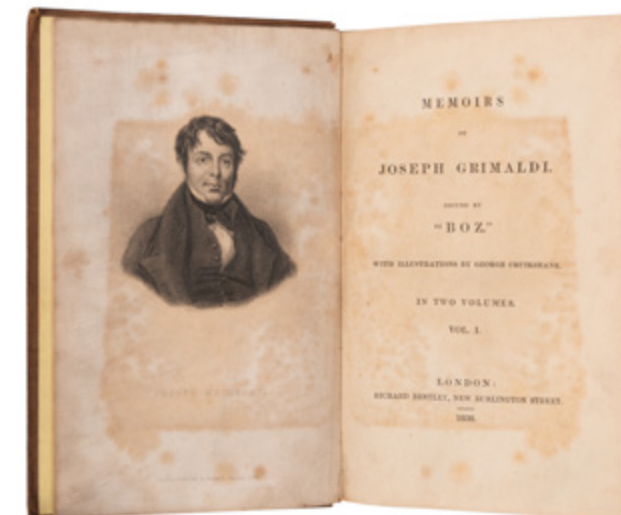 MEMOIRS
OF
JOSEPH GRIMALDI.
EDITED BY
"BOZ."
WITH ILLUSTRATIONS BY GEORGE CRUIKSHANK.
IN TWO VOLUMES.
VOL. I.
LONDON:
RICHARD BENTLEY, NEW BURLINGTON STREET.
1838.